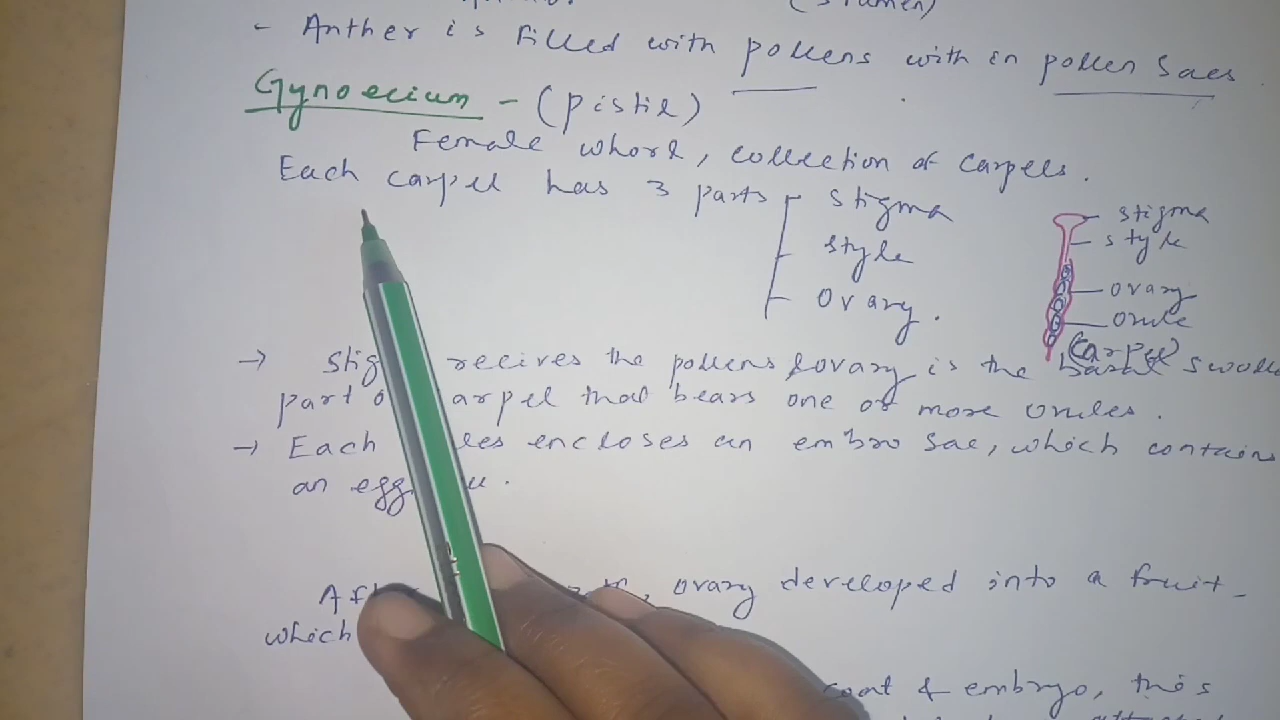 (Stamen)
- Anther is filled with pollens with in pollen sacs
Gynoecium - (pistil)
Female whorl, collection of carpels.
Each carpel has 3 parts
stigma
style
ovary.
stigma
style
ovary
ovule
(carpel)
→ recives the pollens & ovary is the basal
part arpel that bears one or more ovules.
→ Each encloses an embro sac, which contains
an egg
ovary developed into a fruit
which
coat & embryo, this